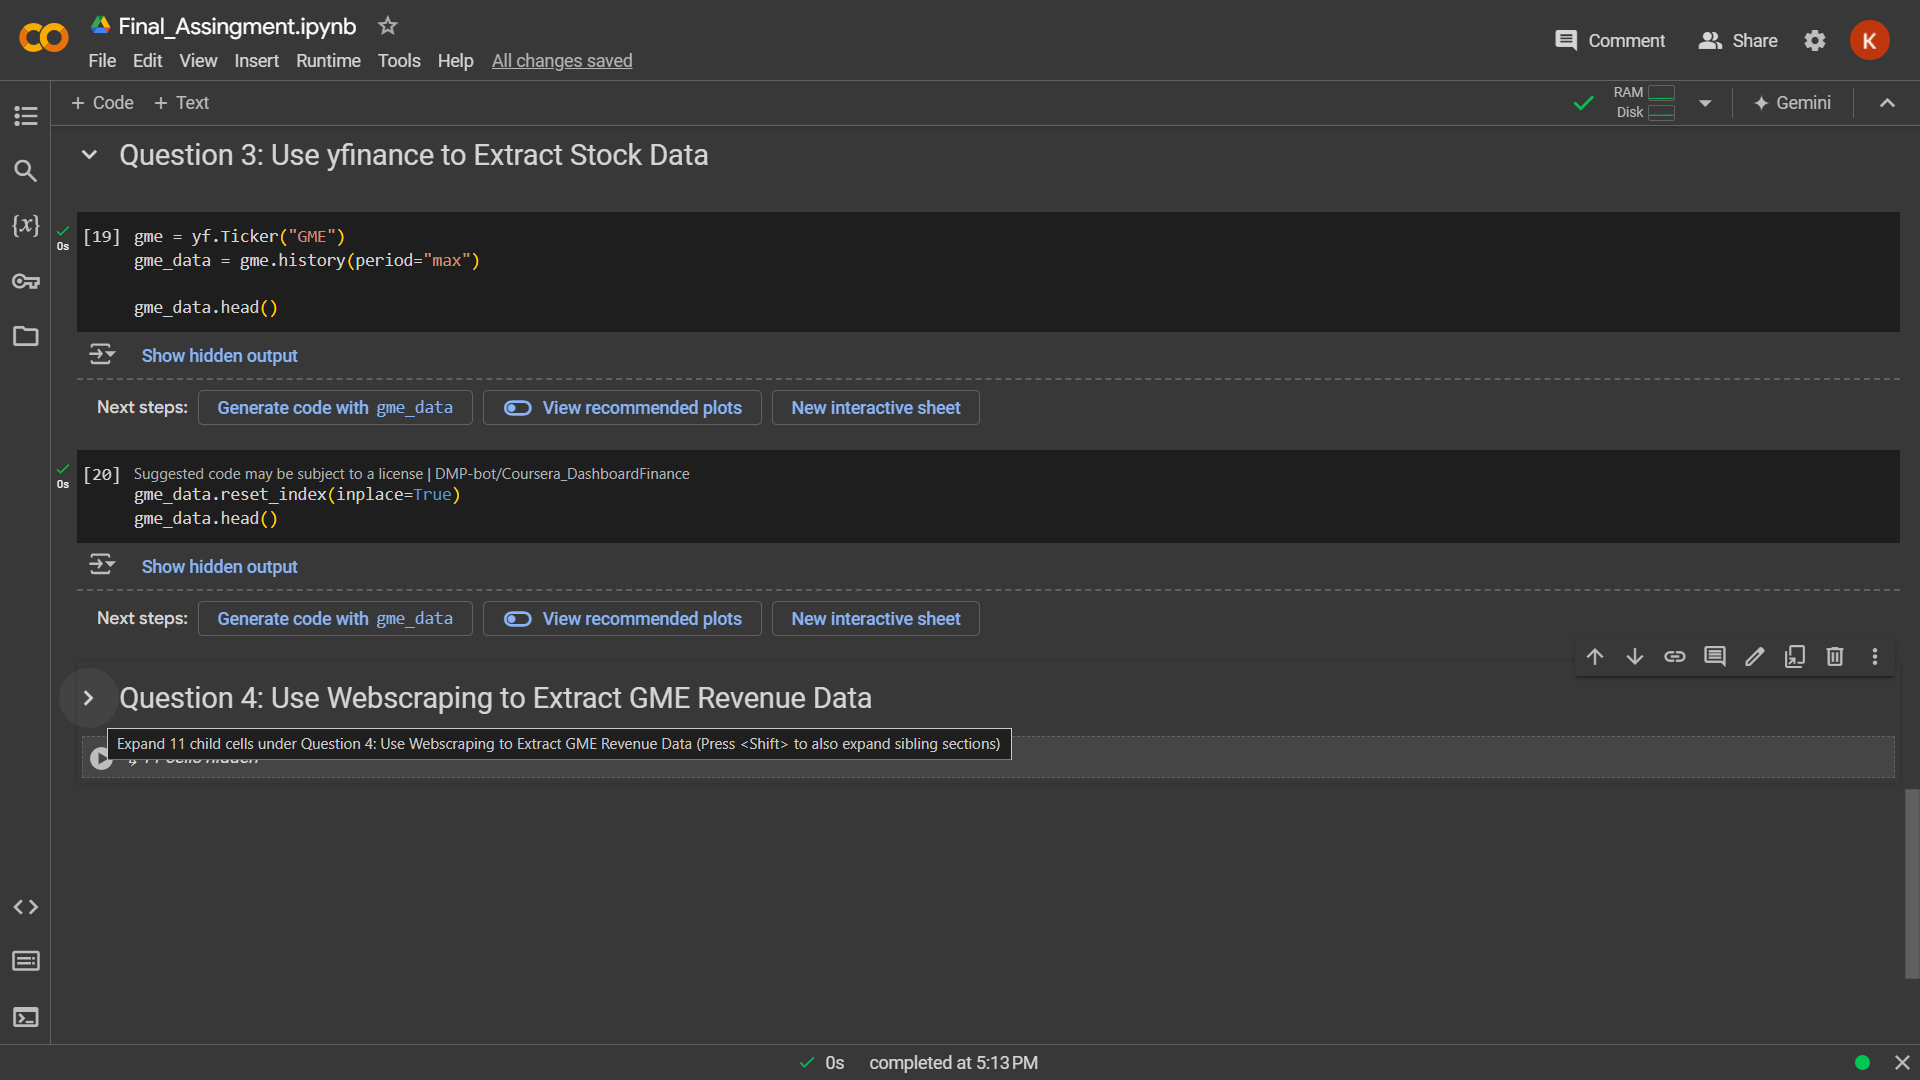 Final_Assingment.ipynb
File Edit View Insert Runtime Tools Help All changes saved
Comment Share K
+ Code + Text
RAM
Disk
Gemini
Question 3: Use yfinance to Extract Stock Data
{x}
0s
[19] gme = yf.Ticker("GME")
gme_data = gme.history(period="max")
gme_data.head()
Show hidden output
Next steps: Generate code with gme_data View recommended plots New interactive sheet
0s
[20] Suggested code may be subject to a license | DMP-bot/Coursera_DashboardFinance
gme_data.reset_index(inplace=True)
gme_data.head()
Show hidden output
Next steps: Generate code with gme_data View recommended plots New interactive sheet
Question 4: Use Webscraping to Extract GME Revenue Data
Expand 11 child cells under Question 4: Use Webscraping to Extract GME Revenue Data (Press <Shift> to also expand sibling sections)
0s completed at 5:13 PM